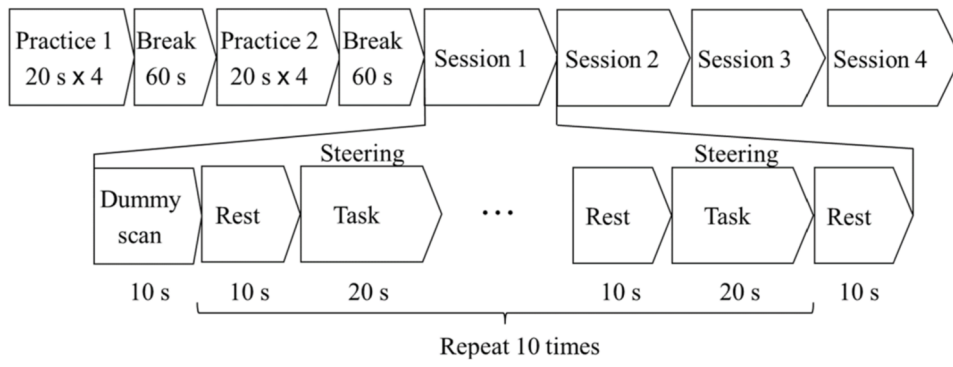 Practice 1
20 s x 4
Break
60 s
Practice 2
20 s x 4
Break
60 s
Session 1
Session 2
Session 3
Session 4
Steering
Steering
Dummy
scan
Rest
Task
...
Rest
Task
Rest
10 s
10 s
20 s
10 s
20 s
10 s
Repeat 10 times